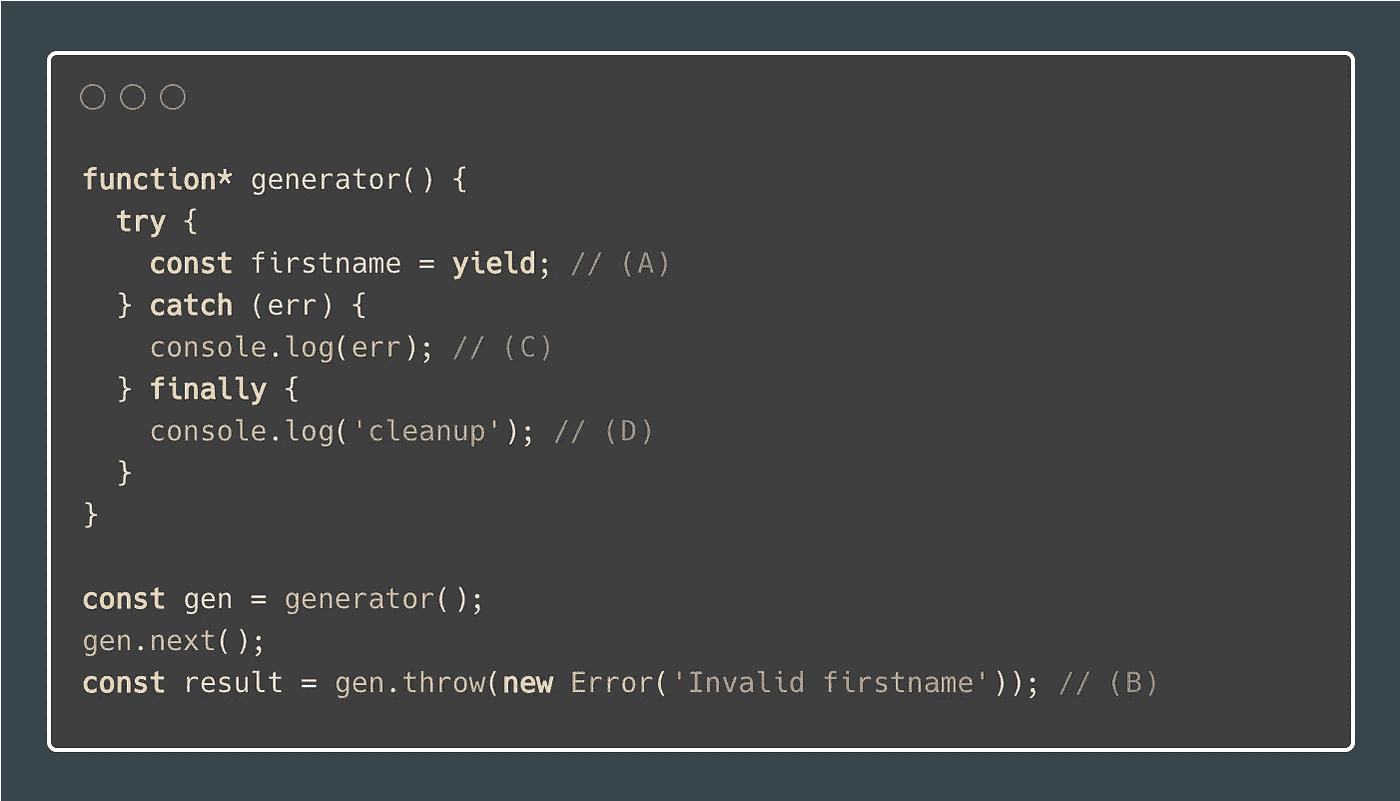 function* generator() {
  try {
    const firstname = yield; // (A)
  } catch (err) {
    console.log(err); // (C)
  } finally {
    console.log('cleanup'); // (D)
  }
}

const gen = generator();
gen.next();
const result = gen.throw(new Error('Invalid firstname')); // (B)